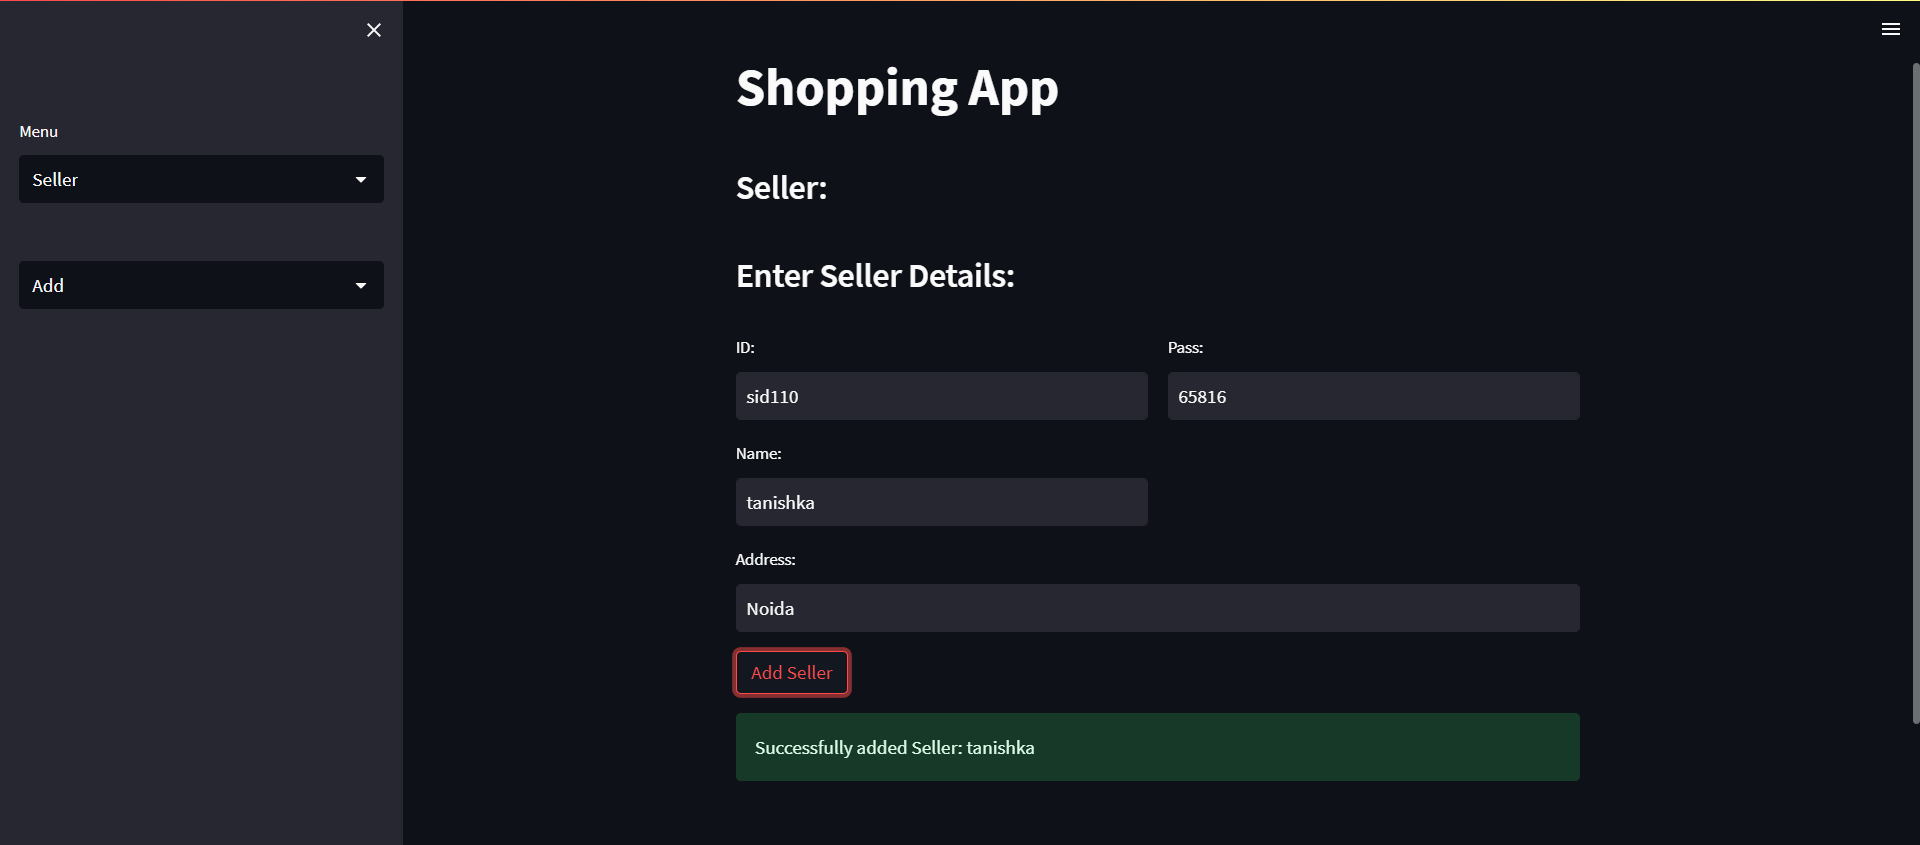 Menu
Seller
Add
Shopping App
Seller:
Enter Seller Details:
ID:
Pass:
sid110
65816
Name:
tanishka
Address:
Noida
Add Seller
Successfully added Seller: tanishka